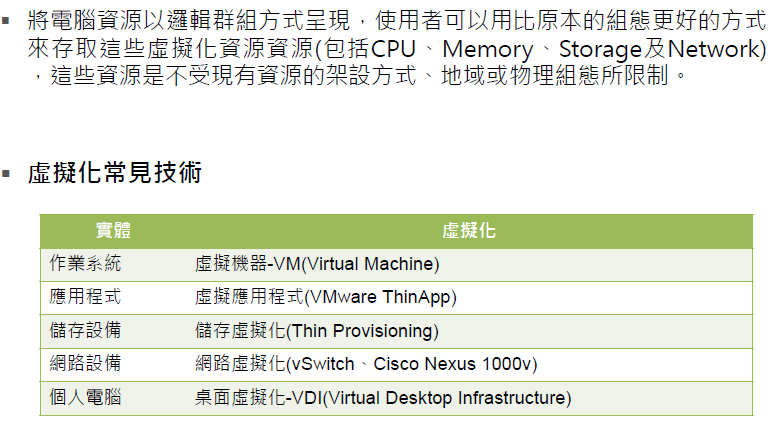 ▪ 將電腦資源以邏輯群組方式呈現，使用者可以用比原本的組態更好的方式
來存取這些虛擬化資源資源(包括CPU、Memory、Storage及Network)
，這些資源是不受現有資源的架設方式、地域或物理組態所限制。
▪ 虛擬化常見技術
實體 虛擬化
作業系統 虛擬機器-VM(Virtual Machine)
應用程式 虛擬應用程式(VMware ThinApp)
儲存設備 儲存虛擬化(Thin Provisioning)
網路設備 網路虛擬化(vSwitch、Cisco Nexus 1000v)
個人電腦 桌面虛擬化-VDI(Virtual Desktop Infrastructure)